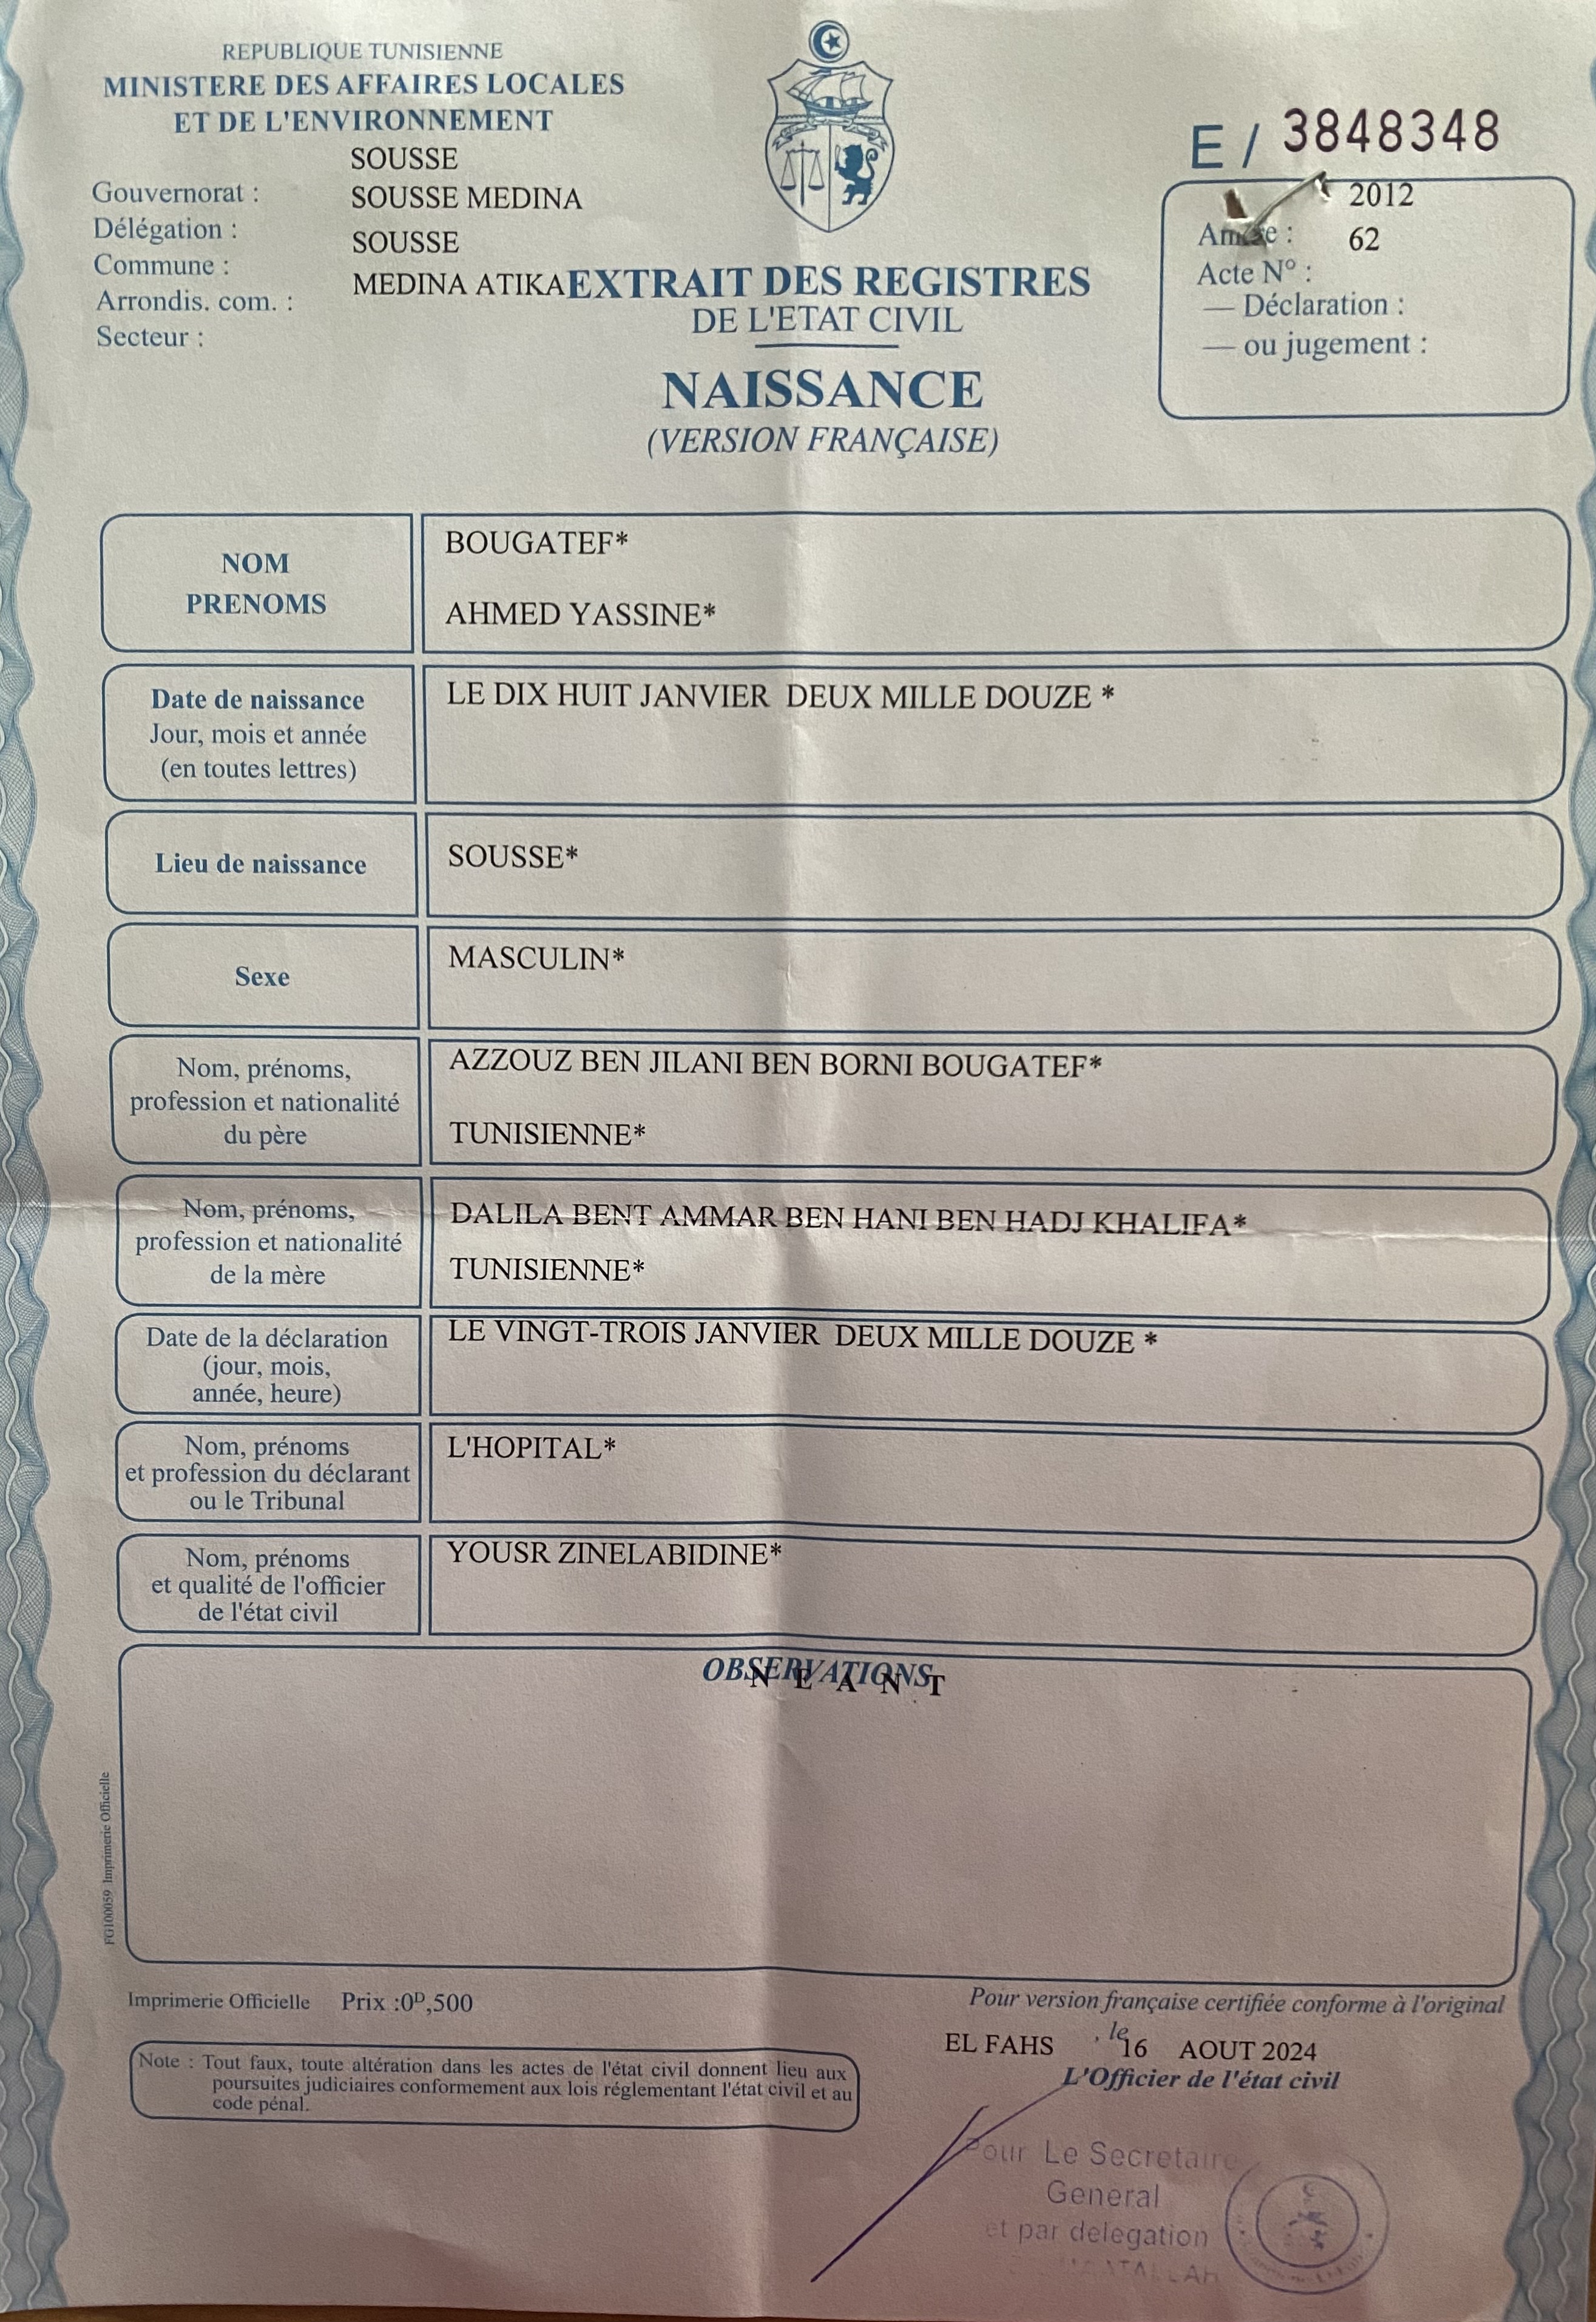 REPUBLIQUE TUNISIENNE
MINISTERE DES AFFAIRES LOCALES
ET DE L'ENVIRONNEMENT
SOUSSE
Gouvernorat : SOUSSE MEDINA
Délégation :
SOUSSE
Commune :
MEDINA ATIKA
Arrondis. com. :
Secteur :
E / 3848348
2012
Année : 62
Acte N° :
— Déclaration :
— ou jugement :
EXTRAIT DES REGISTRES
DE L'ETAT CIVIL
NAISSANCE
(VERSION FRANÇAISE)
NOM
PRENOMS
BOUGATEF*
AHMED YASSINE*
Date de naissance
Jour, mois et année
(en toutes lettres)
LE DIX HUIT JANVIER DEUX MILLE DOUZE *
Lieu de naissance
SOUSSE*
Sexe
MASCULIN*
Nom, prénoms,
profession et nationalité
du père
AZZOUZ BEN JILANI BEN BORNI BOUGATEF*
TUNISIENNE*
Nom, prénoms,
profession et nationalité
de la mère
DALILA BENT AMMAR BEN HANI BEN HADJ KHALIFA*
TUNISIENNE*
Date de la déclaration
(jour, mois,
année, heure)
LE VINGT-TROIS JANVIER DEUX MILLE DOUZE *
Nom, prénoms
et profession du déclarant
ou le Tribunal
L'HOPITAL*
Nom, prénoms
et qualité de l'officier
de l'état civil
YOUSR ZINELABIDINE*
OBSERVATIONS
N E A N T
FG100059 Imprimerie Officielle
Imprimerie Officielle Prix :0ᴰ,500
Note : Tout faux, toute altération dans les actes de l'état civil donnent lieu aux
poursuites judiciaires conformement aux lois réglementant l'état civil et au
code pénal.
Pour version française certifiée conforme à l'original
EL FAHS , le 16 AOUT 2024
L'Officier de l'état civil
Pour Le Secretaire
General
et par delegation